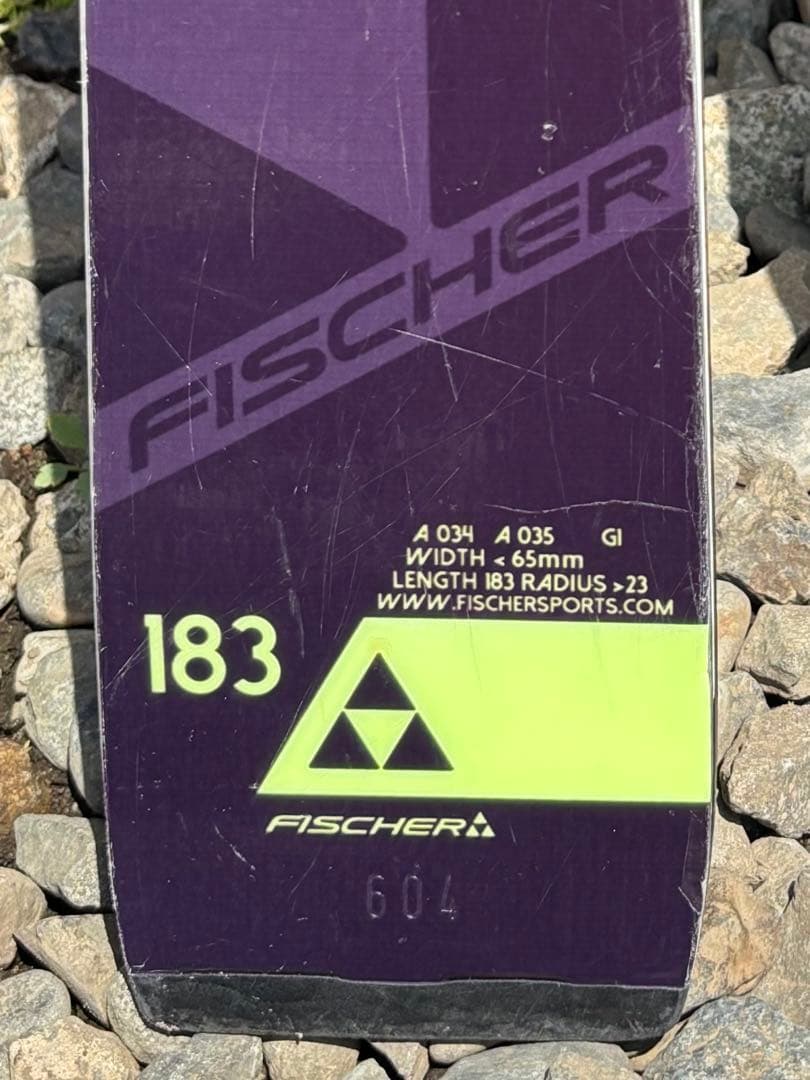 FISCHER
A 034 A 035 GI
WIDTH < 65mm
LENGTH 183 RADIUS >23
WWW.FISCHERSPORTS.COM
183
FISCHER
604